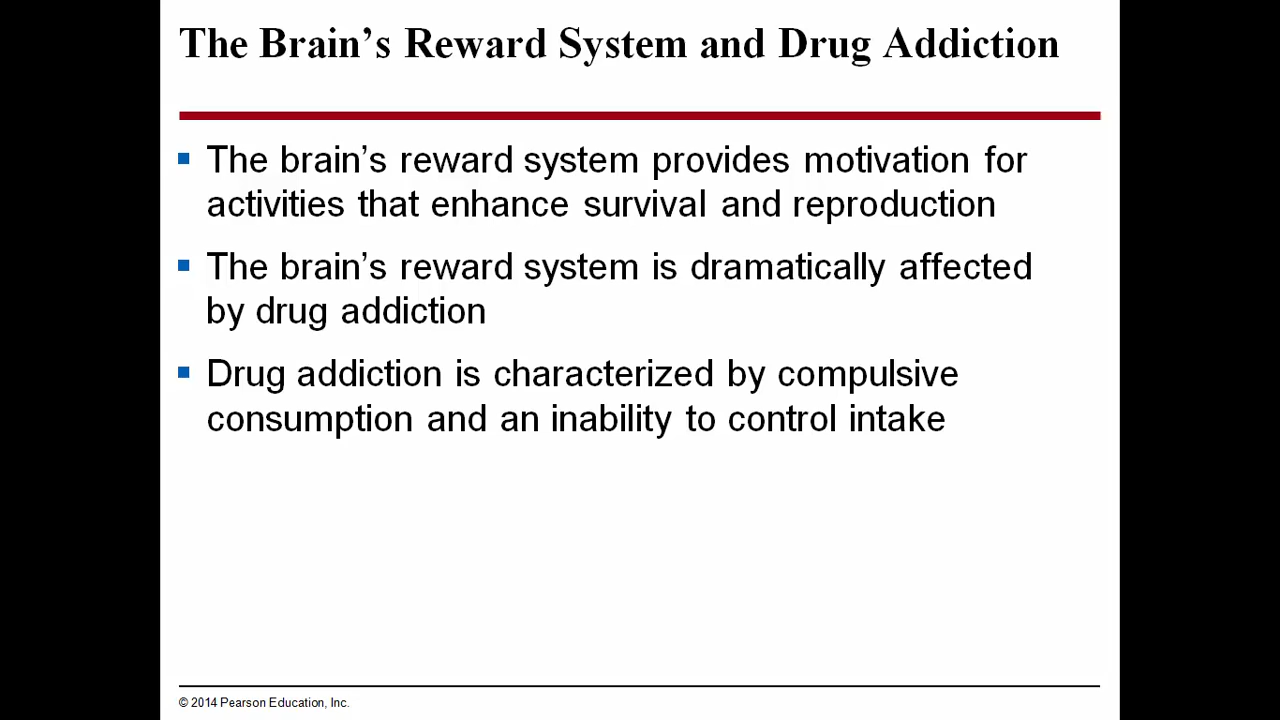 The Brain’s Reward System and Drug Addiction
▪ The brain’s reward system provides motivation for
activities that enhance survival and reproduction
▪ The brain’s reward system is dramatically affected
by drug addiction
▪ Drug addiction is characterized by compulsive
consumption and an inability to control intake
© 2014 Pearson Education, Inc.